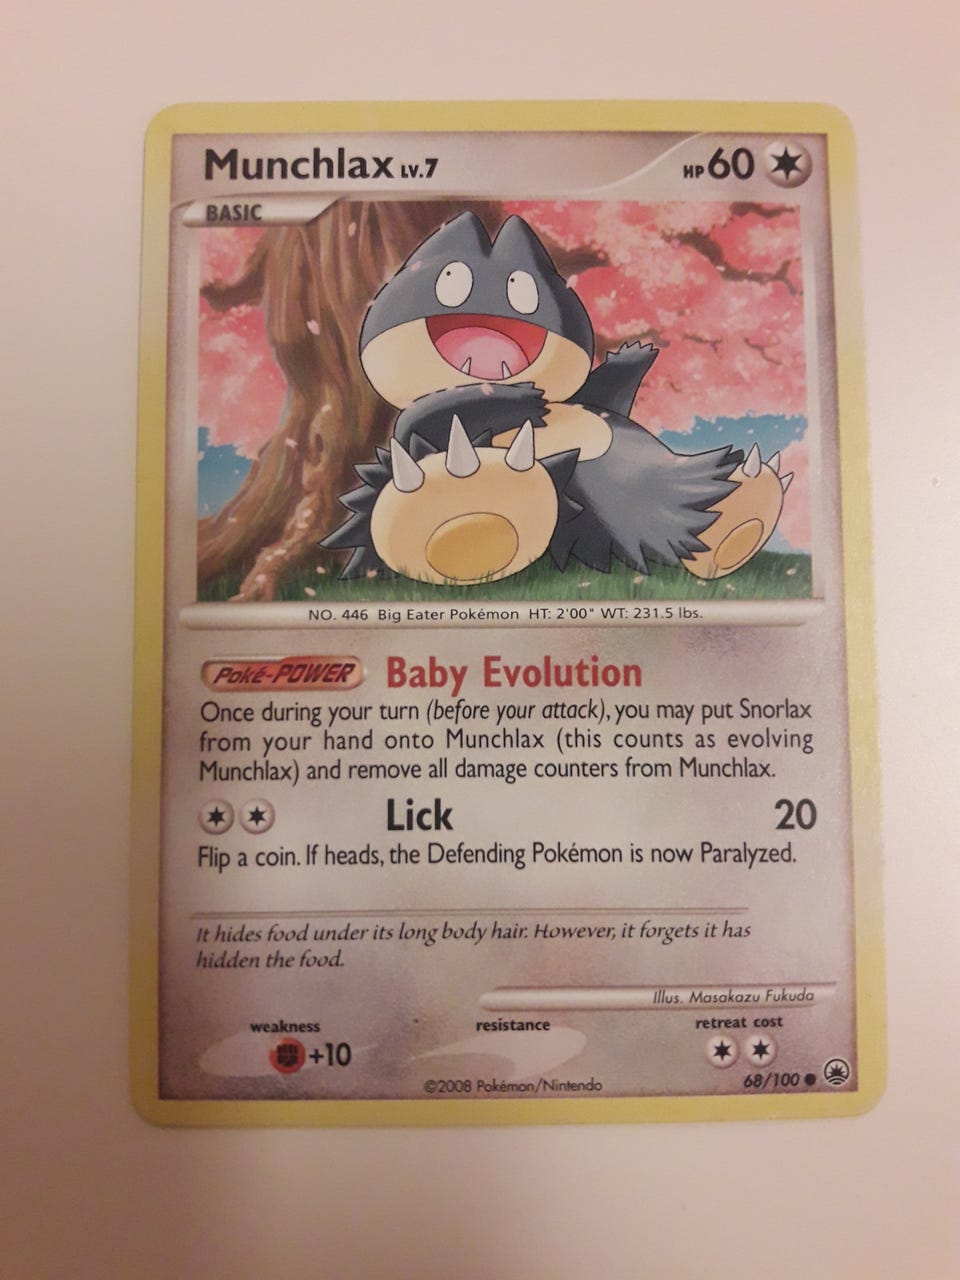 Munchlax LV.7 HP 60
BASIC
NO. 446 Big Eater Pokémon HT: 2'00" WT: 231.5 lbs.
Poké-POWER Baby Evolution
Once during your turn (before your attack), you may put Snorlax
from your hand onto Munchlax (this counts as evolving
Munchlax) and remove all damage counters from Munchlax.
Lick 20
Flip a coin. If heads, the Defending Pokémon is now Paralyzed.
It hides food under its long body hair. However, it forgets it has
hidden the food.
Illus. Masakazu Fukuda
weakness resistance retreat cost
+10
©2008 Pokémon/Nintendo 68/100